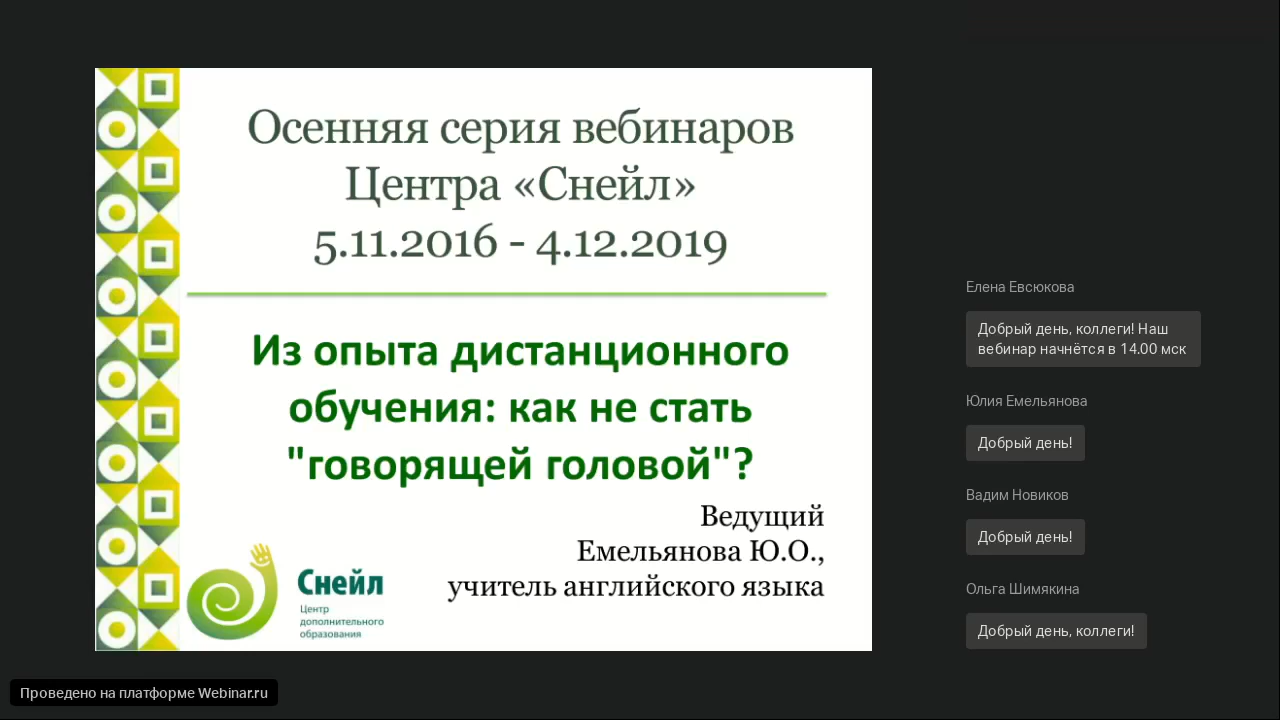 Осенняя серия вебинаров
Центра «Снейл»
5.11.2016 - 4.12.2019
Из опыта дистанционного
обучения: как не стать
"говорящей головой"?
Ведущий
Емельянова Ю.О.,
учитель английского языка
Снейл
Центр
дополнительного
образования
Елена Евсюкова
Добрый день, коллеги! Наш
вебинар начнётся в 14.00 мск
Юлия Емельянова
Добрый день!
Вадим Новиков
Добрый день!
Ольга Шимякина
Добрый день, коллеги!
Проведено на платформе Webinar.ru